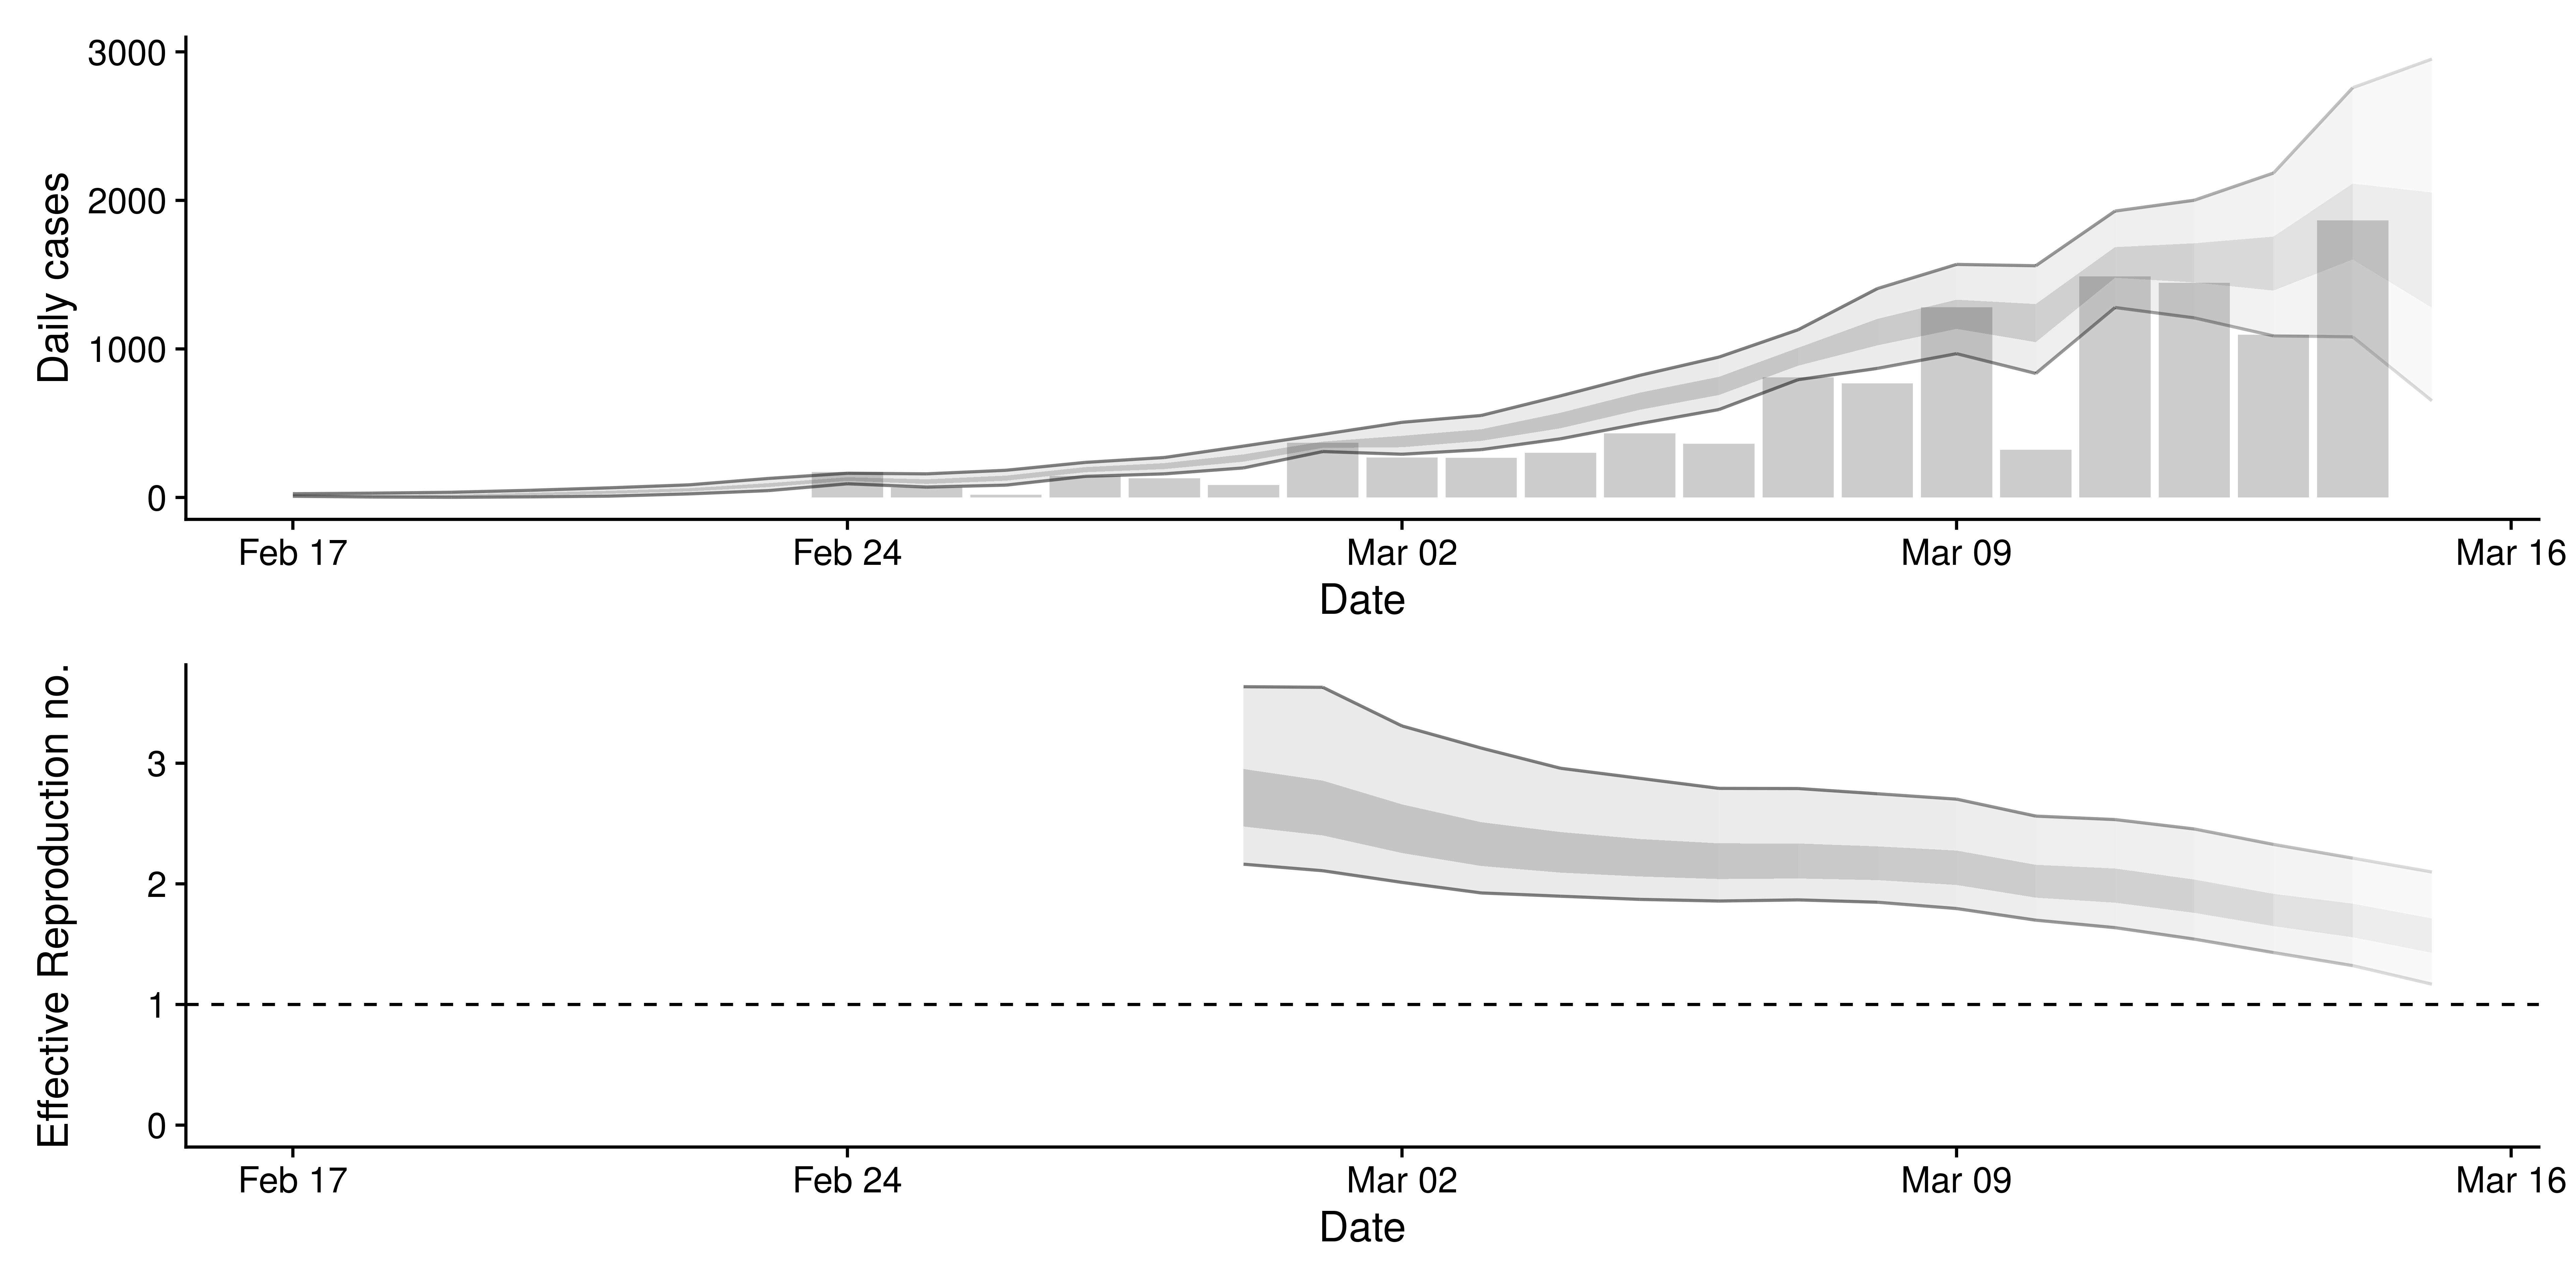 Daily cases
3000
2000
1000
0
Feb 17 Feb 24 Mar 02 Mar 09 Mar 16
Date
Effective Reproduction no.
3
2
1
0
Feb 17 Feb 24 Mar 02 Mar 09 Mar 16
Date